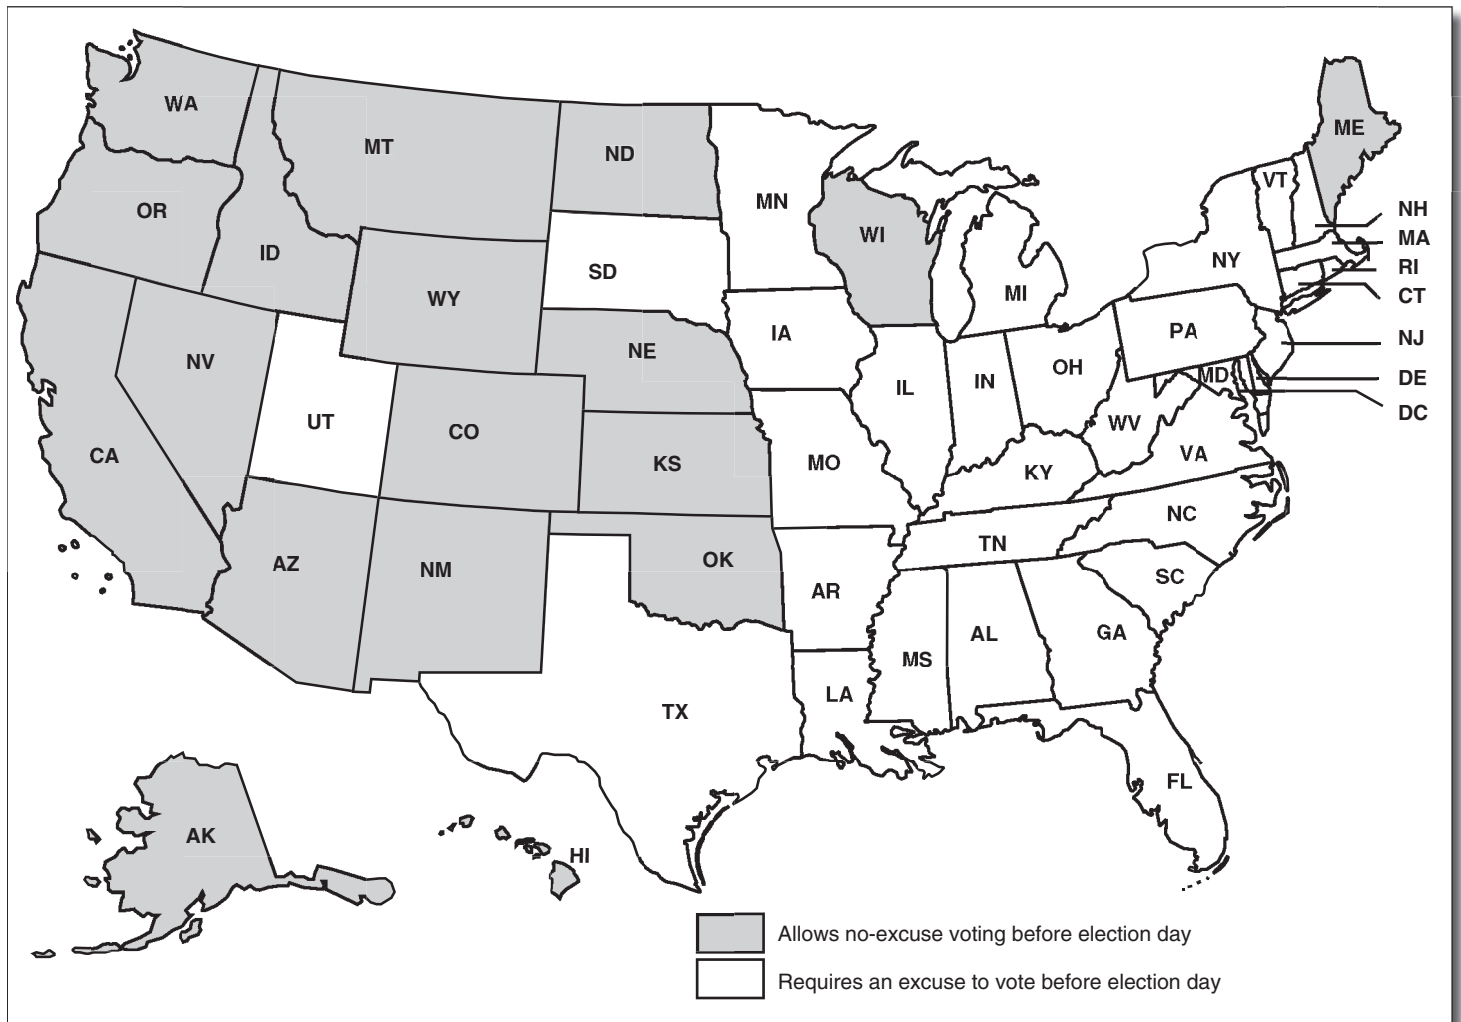 WA
MT
ND
MN
ME
VT
NH
OR
WI
MA
ID
NY
RI
SD
WY
MI
CT
IA
PA
NJ
NV
NE
OH
MD
DE
IL
IN
DC
UT
CO
WV
CA
KS
MO
KY
VA
NC
TN
AZ
NM
OK
SC
AR
GA
AL
MS
LA
TX
FL
AK
HI
Allows no-excuse voting before election day
Requires an excuse to vote before election day